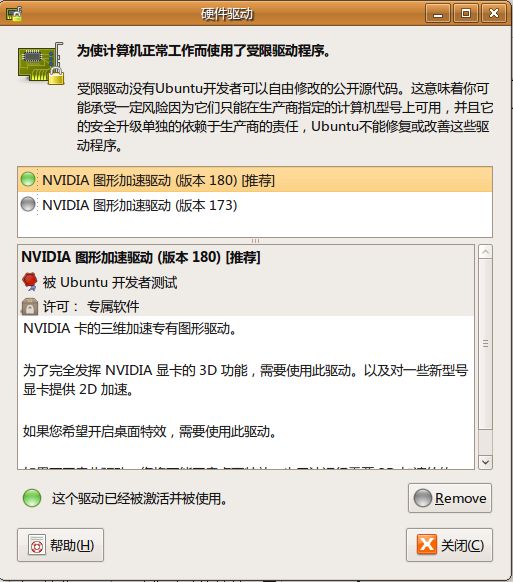 硬件驱动
为使计算机正常工作而使用了受限驱动程序。
受限驱动没有Ubuntu开发者可以自由修改的公开源代码。这意味着你可
能承受一定风险因为它们只能在生产商指定的计算机型号上可用，并且它
的安全升级单独的依赖于生产商的责任，Ubuntu不能修复或改善这些驱
动程序。
NVIDIA 图形加速驱动 (版本 180) [推荐]
NVIDIA 图形加速驱动 (版本 173)
NVIDIA 图形加速驱动 (版本 180) [推荐]
被 Ubuntu 开发者测试
许可： 专属软件
NVIDIA 卡的三维加速专有图形驱动。
为了完全发挥 NVIDIA 显卡的 3D 功能，需要使用此驱动。以及对一些新型号
显卡提供 2D 加速。
如果您希望开启桌面特效，需要使用此驱动。
这个驱动已经被激活并被使用。
Remove
帮助(H)
关闭(C)